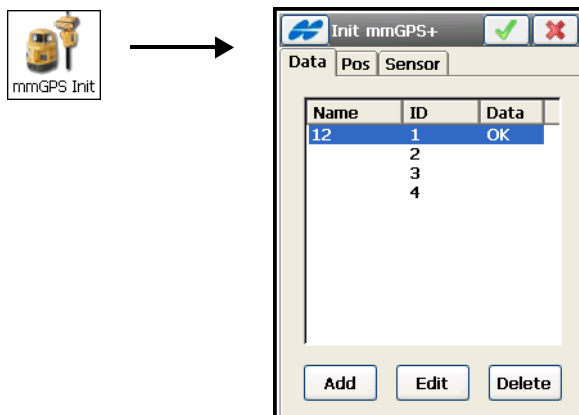 mmGPS Init
Init mmGPS+
Data Pos Sensor
Name ID Data
12 1 OK
2
3
4
Add Edit Delete